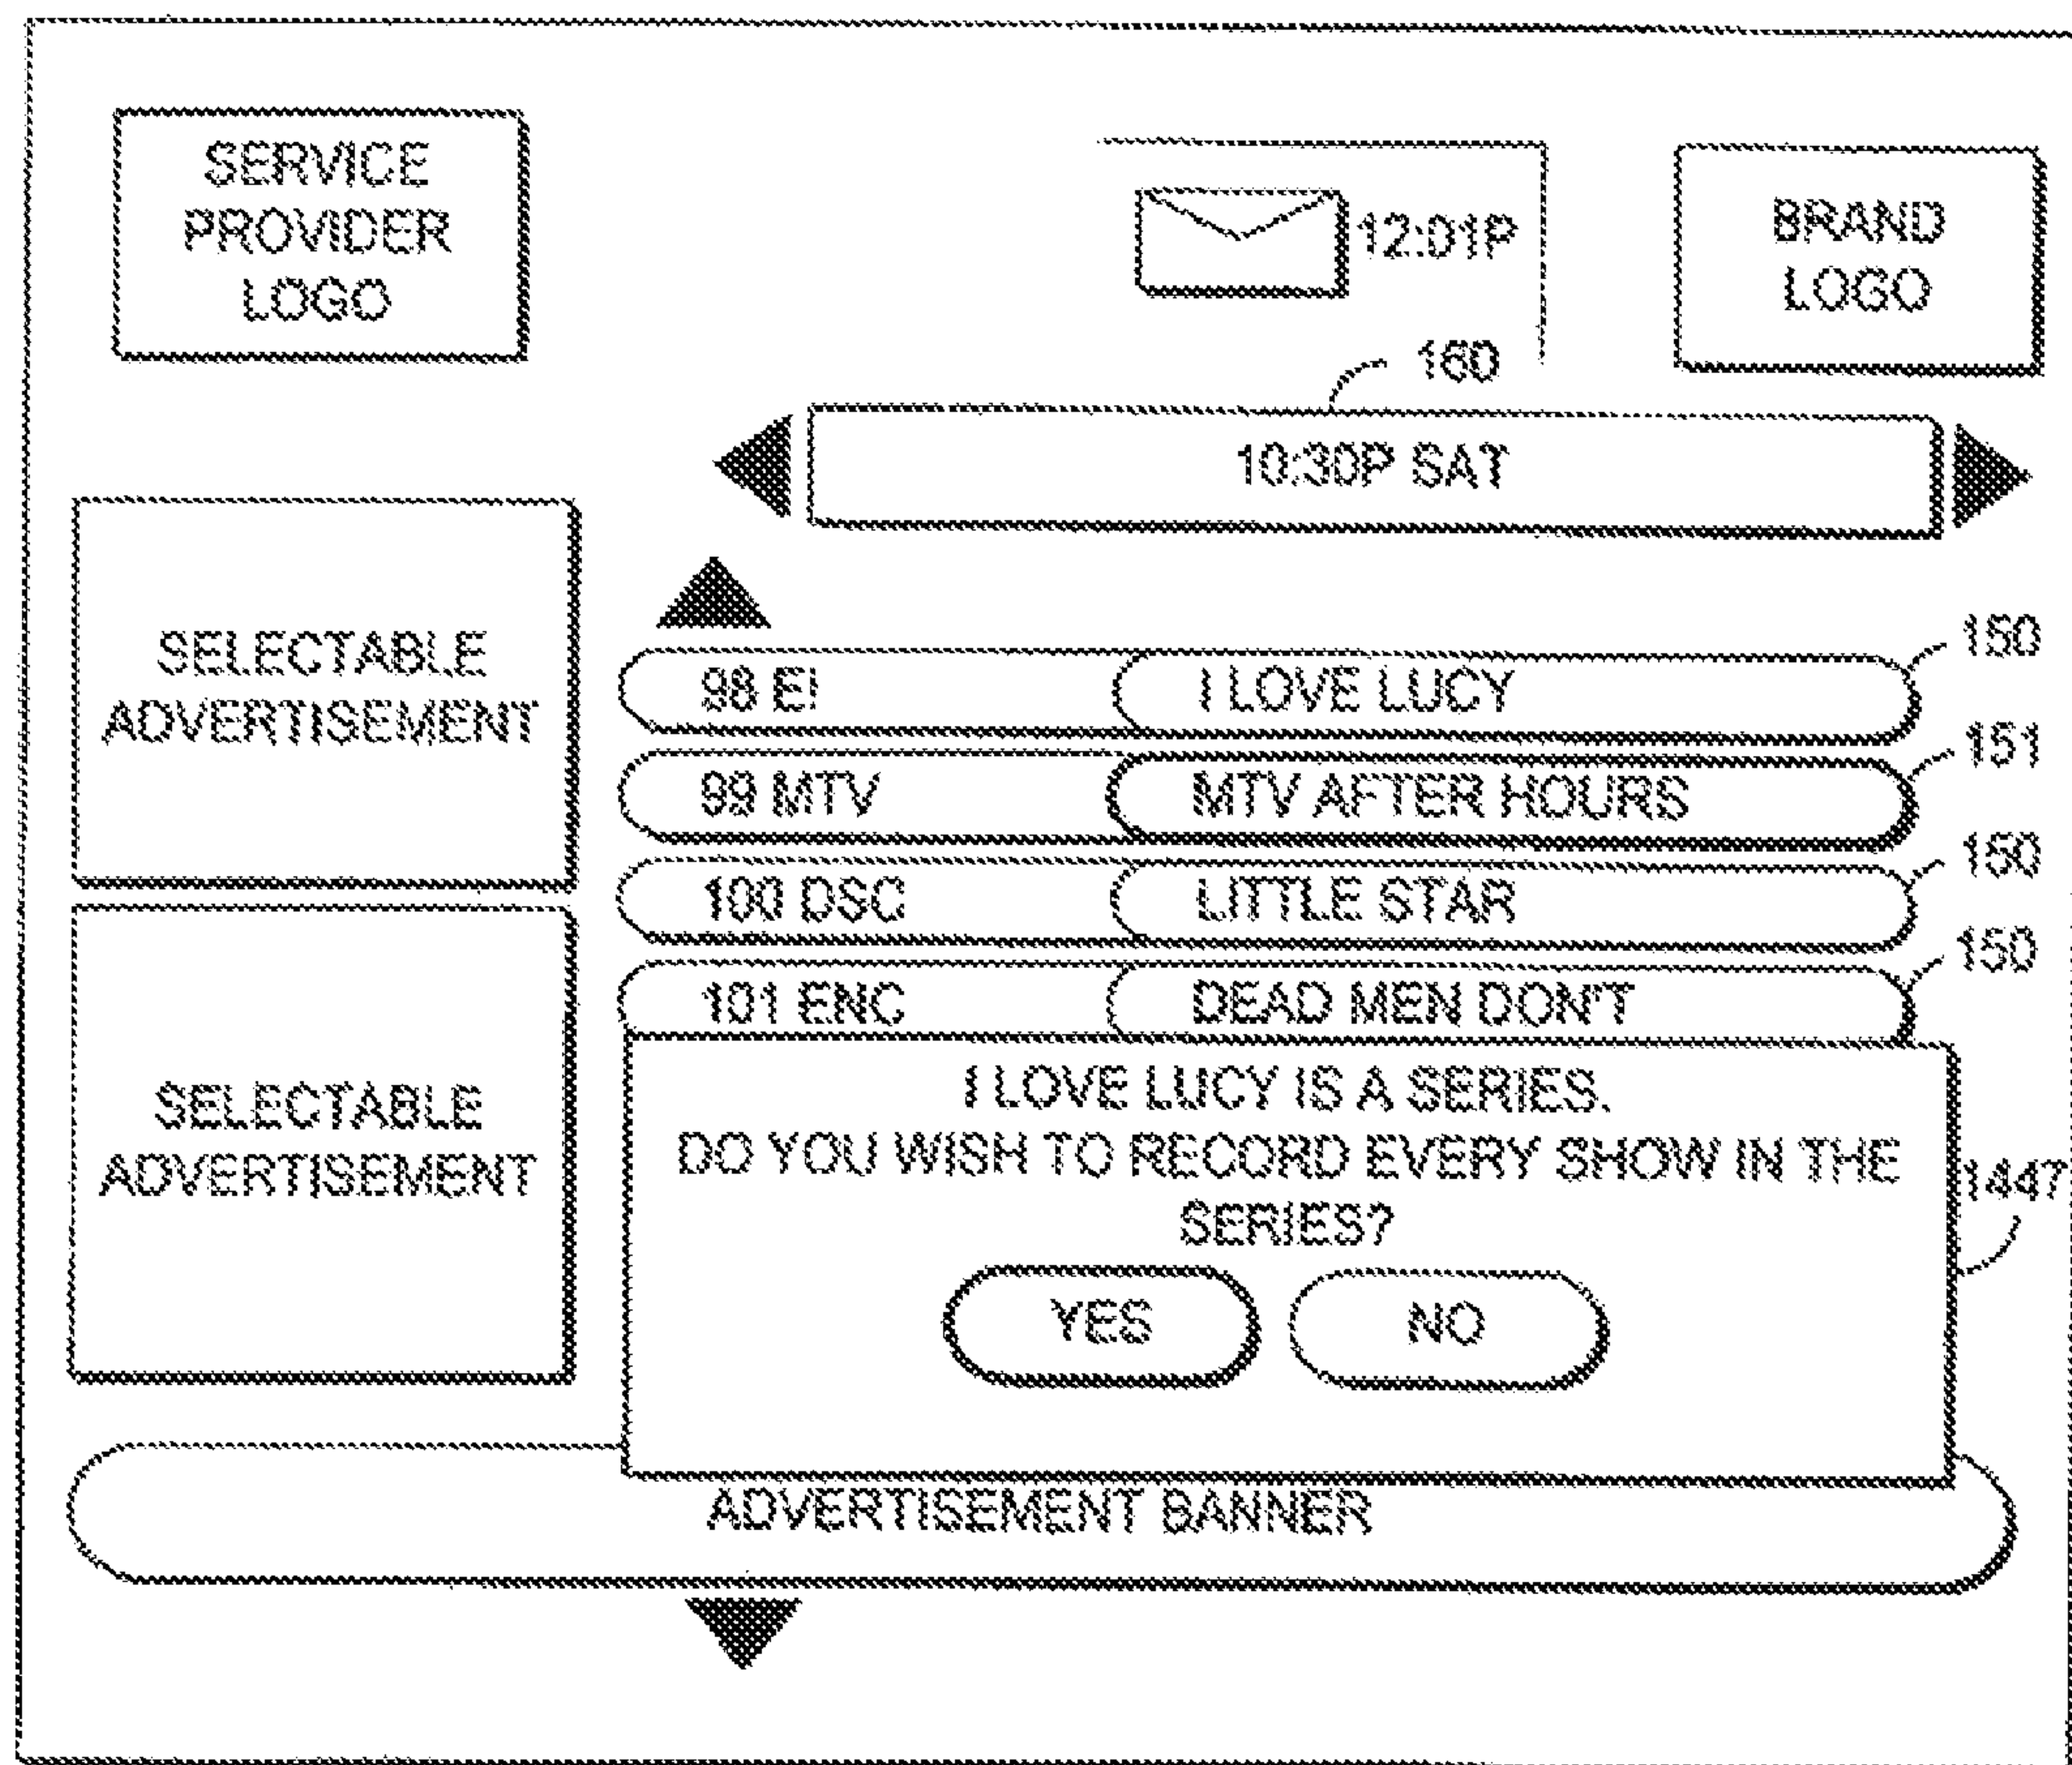 SERVICE
PROVIDER
LOGO
12:01P
BRAND
LOGO
160
10:30P SAT
SELECTABLE
ADVERTISEMENT
98 E! I LOVE LUCY 150
99 MTV MTV AFTER HOURS 151
100 DSC LITTLE STAR 150
101 ENC DEAD MEN DON'T 150
SELECTABLE
ADVERTISEMENT
I LOVE LUCY IS A SERIES.
DO YOU WISH TO RECORD EVERY SHOW IN THE
SERIES?
1447
YES NO
ADVERTISEMENT BANNER